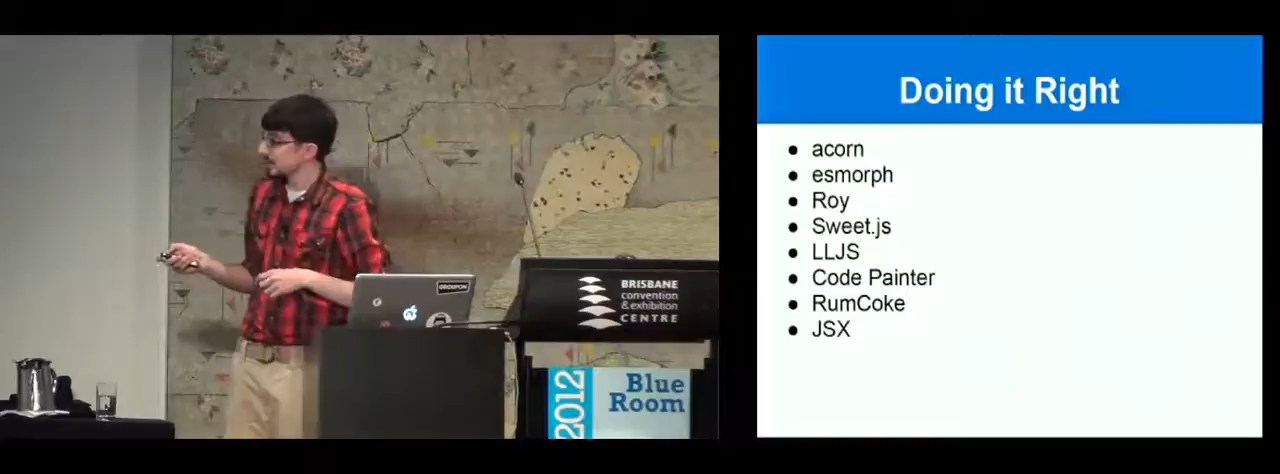 GROUPON
BRISBANE
convention
& exhibition
CENTRE
2012
Blue
Room
Doing it Right
● acorn
● esmorph
● Roy
● Sweet.js
● LLJS
● Code Painter
● RumCoke
● JSX